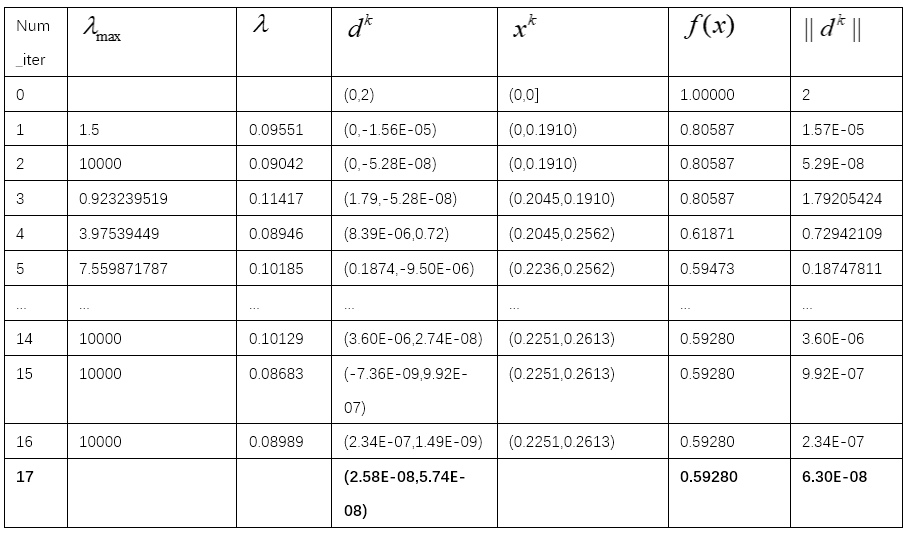 Num _iter λmax λ d^k x^k f(x) || d^k ||
0 (0,2) (0,0] 1.00000 2
1 1.5 0.09551 (0,-1.56E-05) (0,0.1910) 0.80587 1.57E-05
2 10000 0.09042 (0,-5.28E-08) (0,0.1910) 0.80587 5.29E-08
3 0.923239519 0.11417 (1.79,-5.28E-08) (0.2045,0.1910) 0.80587 1.79205424
4 3.97539449 0.08946 (8.39E-06,0.72) (0.2045,0.2562) 0.61871 0.72942109
5 7.559871787 0.10185 (0.1874,-9.50E-06) (0.2236,0.2562) 0.59473 0.18747811
... ... ... ... ... ... ...
14 10000 0.10129 (3.60E-06,2.74E-08) (0.2251,0.2613) 0.59280 3.60E-06
15 10000 0.08683 (-7.36E-09,9.92E-07) (0.2251,0.2613) 0.59280 9.92E-07
16 10000 0.08989 (2.34E-07,1.49E-09) (0.2251,0.2613) 0.59280 2.34E-07
17 (2.58E-08,5.74E-08) 0.59280 6.30E-08